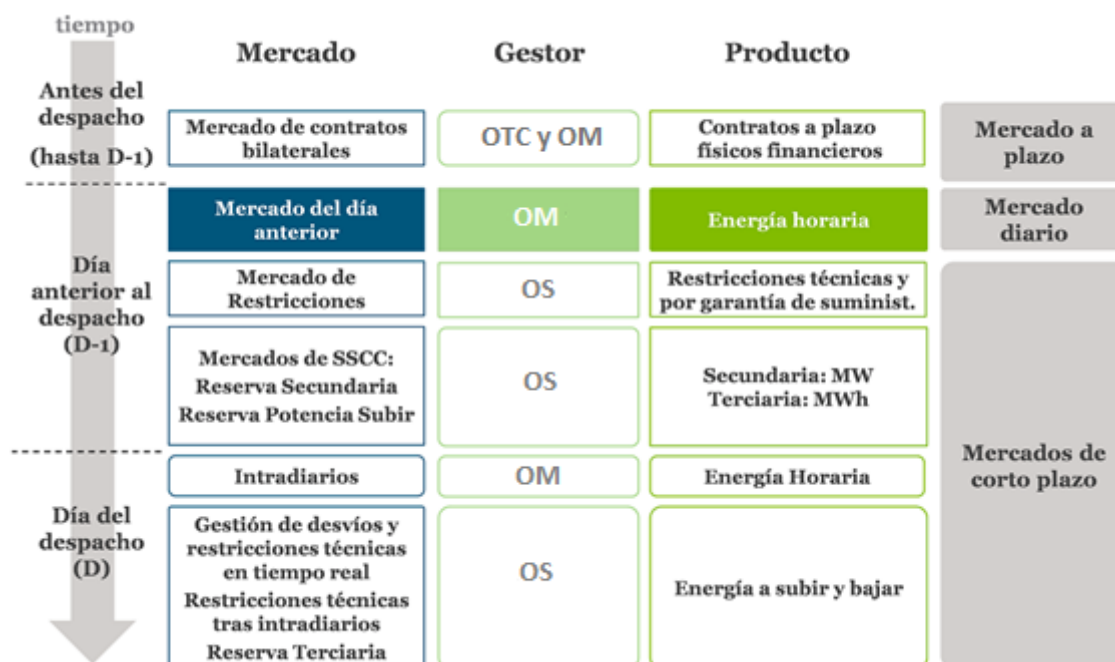 tiempo
Mercado
Gestor
Producto
Antes del
despacho
(hasta D-1)
Mercado de contratos
bilaterales
OTC y OM
Contratos a plazo
físicos financieros
Mercado a
plazo
Mercado del día
anterior
OM
Energía horaria
Mercado
diario
Día
anterior al
despacho
(D-1)
Mercado de
Restricciones
OS
Restricciones técnicas y
por garantía de suminist.
Mercados de SSCC:
Reserva Secundaria
Reserva Potencia Subir
OS
Secundaria: MW
Terciaria: MWh
Mercados de
corto plazo
Día del
despacho
(D)
Intradiarios
OM
Energía Horaria
Gestión de desvíos y
restricciones técnicas
en tiempo real
Restricciones técnicas
tras intradiarios
Reserva Terciaria
OS
Energía a subir y bajar